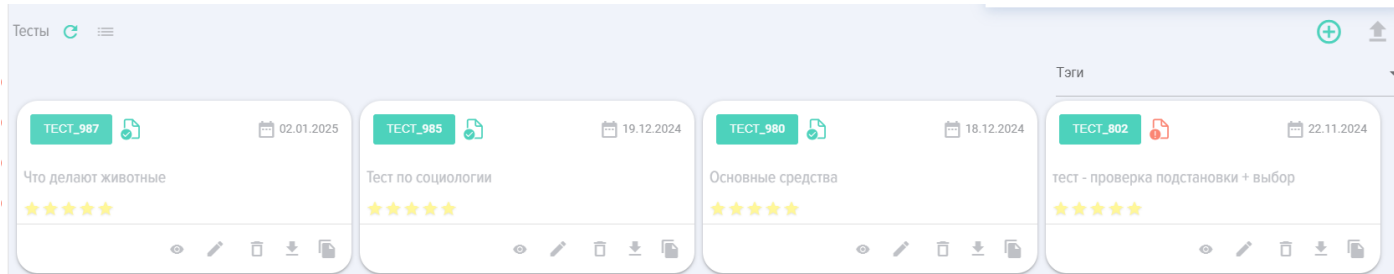 Тесты
Тэги
ТЕСТ_987 02.01.2025
Что делают животные
ТЕСТ_985 19.12.2024
Тест по социологии
ТЕСТ_980 18.12.2024
Основные средства
ТЕСТ_802 22.11.2024
тест - проверка подстановки + выбор